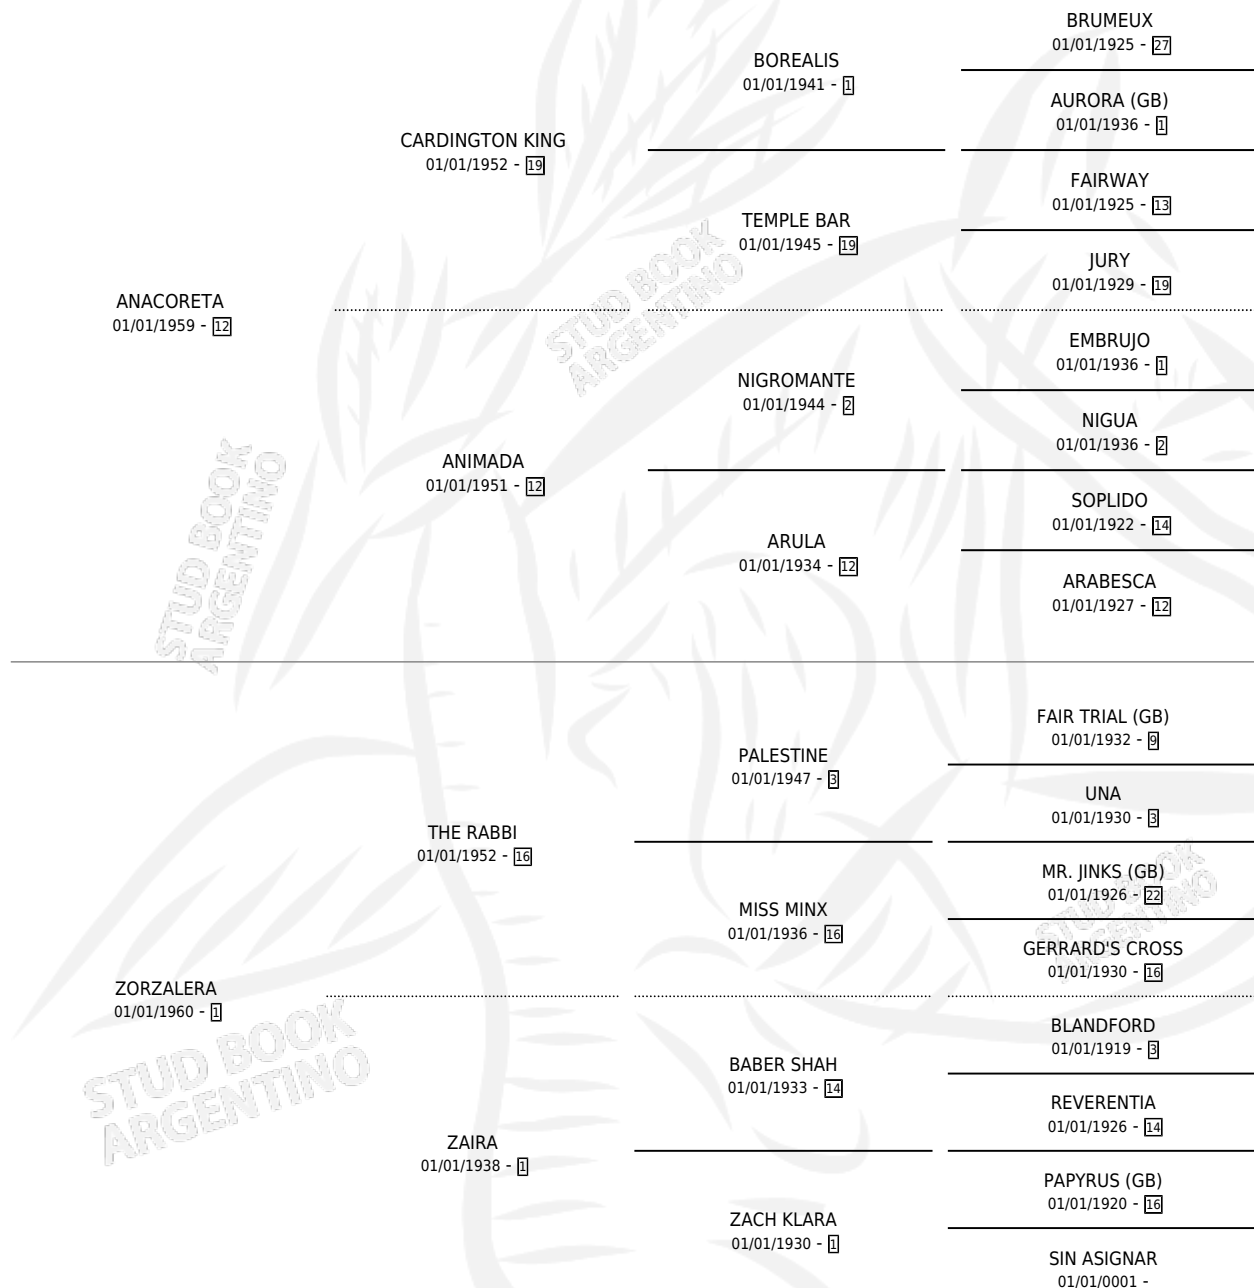 BRUMEUX
01/01/1925 - 27
BOREALIS
01/01/1941 - 1
AURORA (GB)
01/01/1936 - 1
CARDINGTON KING
01/01/1952 - 19
FAIRWAY
01/01/1925 - 13
TEMPLE BAR
01/01/1945 - 19
JURY
01/01/1929 - 19
ANACORETA
01/01/1959 - 12
EMBRUJO
01/01/1936 - 1
NIGROMANTE
01/01/1944 - 2
NIGUA
01/01/1936 - 2
ANIMADA
01/01/1951 - 12
SOPLIDO
01/01/1922 - 14
ARULA
01/01/1934 - 12
ARABESCA
01/01/1927 - 12
FAIR TRIAL (GB)
01/01/1932 - 9
PALESTINE
01/01/1947 - 3
UNA
01/01/1930 - 3
THE RABBI
01/01/1952 - 16
MR. JINKS (GB)
01/01/1926 - 22
MISS MINX
01/01/1936 - 16
GERRARD'S CROSS
01/01/1930 - 16
ZORZALERA
01/01/1960 - 1
BLANDFORD
01/01/1919 - 3
BABER SHAH
01/01/1933 - 14
REVERENTIA
01/01/1926 - 14
ZAIRA
01/01/1938 - 1
PAPYRUS (GB)
01/01/1920 - 16
ZACH KLARA
01/01/1930 - 1
SIN ASIGNAR
01/01/0001 -
STUD BOOK
ARGENTINO
STUD BOOK
ARGENTINO
STUD BOOK
ARGENTINO
STUD BOOK
ARGENTINO